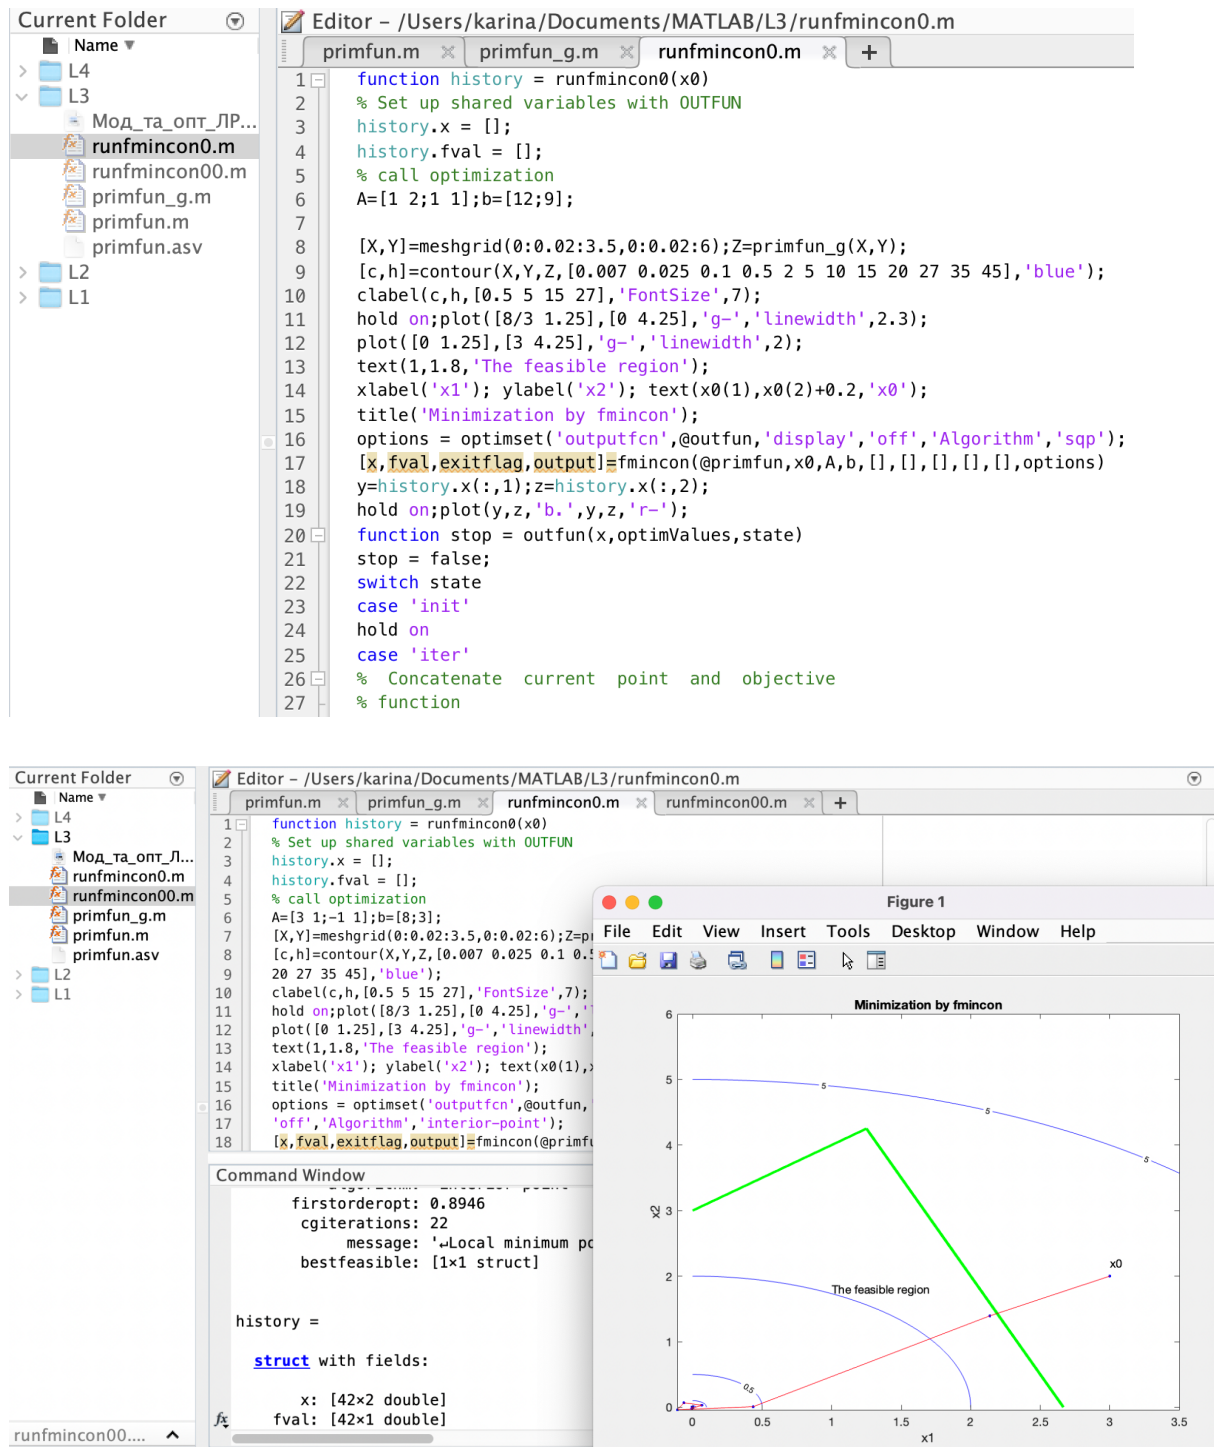 Current Folder
Name ▼
L4
L3
Мод_та_опт_ЛР...
runfmincon0.m
runfmincon00.m
primfun_g.m
primfun.m
primfun.asv
L2
L1
Editor – /Users/karina/Documents/MATLAB/L3/runfmincon0.m
primfun.m × primfun_g.m × runfmincon0.m × +
1 function history = runfmincon0(x0)
2 % Set up shared variables with OUTFUN
3 history.x = [];
4 history.fval = [];
5 % call optimization
6 A=[1 2;1 1];b=[12;9];
7
8 [X,Y]=meshgrid(0:0.02:3.5,0:0.02:6);Z=primfun_g(X,Y);
9 [c,h]=contour(X,Y,Z,[0.007 0.025 0.1 0.5 2 5 10 15 20 27 35 45],'blue');
10 clabel(c,h,[0.5 5 15 27],'FontSize',7);
11 hold on;plot([8/3 1.25],[0 4.25],'g-','linewidth',2.3);
12 plot([0 1.25],[3 4.25],'g-','linewidth',2);
13 text(1,1.8,'The feasible region');
14 xlabel('x1'); ylabel('x2'); text(x0(1),x0(2)+0.2,'x0');
15 title('Minimization by fmincon');
16 options = optimset('outputfcn',@outfun,'display','off','Algorithm','sqp');
17 [x,fval,exitflag,output]=fmincon(@primfun,x0,A,b,[],[],[],[],[],options)
18 y=history.x(:,1);z=history.x(:,2);
19 hold on;plot(y,z,'b.',y,z,'r-');
20 function stop = outfun(x,optimValues,state)
21 stop = false;
22 switch state
23 case 'init'
24 hold on
25 case 'iter'
26 % Concatenate current point and objective
27 % function
Current Folder
Name ▼
L4
L3
Мод_та_опт_Л...
runfmincon0.m
runfmincon00.m
primfun_g.m
primfun.m
primfun.asv
L2
L1
runfmincon00....
Editor – /Users/karina/Documents/MATLAB/L3/runfmincon0.m
primfun.m × primfun_g.m × runfmincon0.m × runfmincon00.m × +
1 function history = runfmincon0(x0)
2 % Set up shared variables with OUTFUN
3 history.x = [];
4 history.fval = [];
5 % call optimization
6 A=[3 1;-1 1];b=[8;3];
7 [X,Y]=meshgrid(0:0.02:3.5,0:0.02:6);Z=pr
8 [c,h]=contour(X,Y,Z,[0.007 0.025 0.1 0.5
9 20 27 35 45],'blue');
10 clabel(c,h,[0.5 5 15 27],'FontSize',7);
11 hold on;plot([8/3 1.25],[0 4.25],'g-','l
12 plot([0 1.25],[3 4.25],'g-','linewidth',
13 text(1,1.8,'The feasible region');
14 xlabel('x1'); ylabel('x2'); text(x0(1),x
15 title('Minimization by fmincon');
16 options = optimset('outputfcn',@outfun,'
17 'off','Algorithm','interior-point');
18 [x,fval,exitflag,output]=fmincon(@primfu
Command Window
firstorderopt: 0.8946
cgiterations: 22
message: '↵Local minimum po
bestfeasible: [1×1 struct]
history =
struct with fields:
x: [42×2 double]
fx fval: [42×1 double]
Figure 1
File Edit View Insert Tools Desktop Window Help
Minimization by fmincon
6
5
4
3
2
1
0
x2
5
5
5
0.5
The feasible region
x0
0 0.5 1 1.5 2 2.5 3 3.5
x1